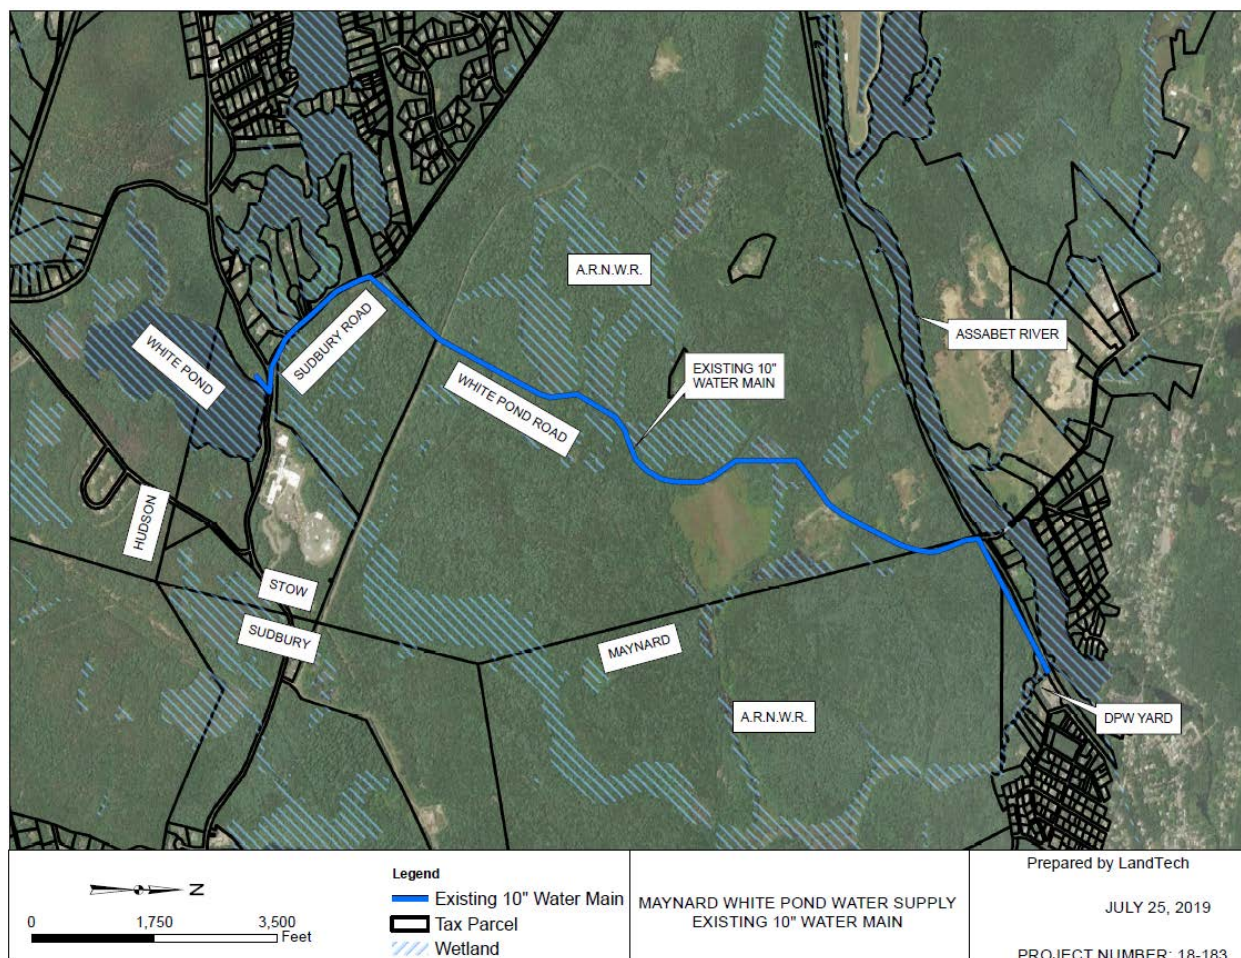 A.R.N.W.R.
ASSABET RIVER
WHITE POND
SUDBURY ROAD
EXISTING 10"
WATER MAIN
WHITE POND ROAD
HUDSON
STOW
SUDBURY
MAYNARD
A.R.N.W.R.
DPW YARD
N
0 1,750 3,500
Feet
Legend
Existing 10" Water Main
Tax Parcel
Wetland
MAYNARD WHITE POND WATER SUPPLY
EXISTING 10" WATER MAIN
Prepared by LandTech
JULY 25, 2019
PROJECT NUMBER: 18-183